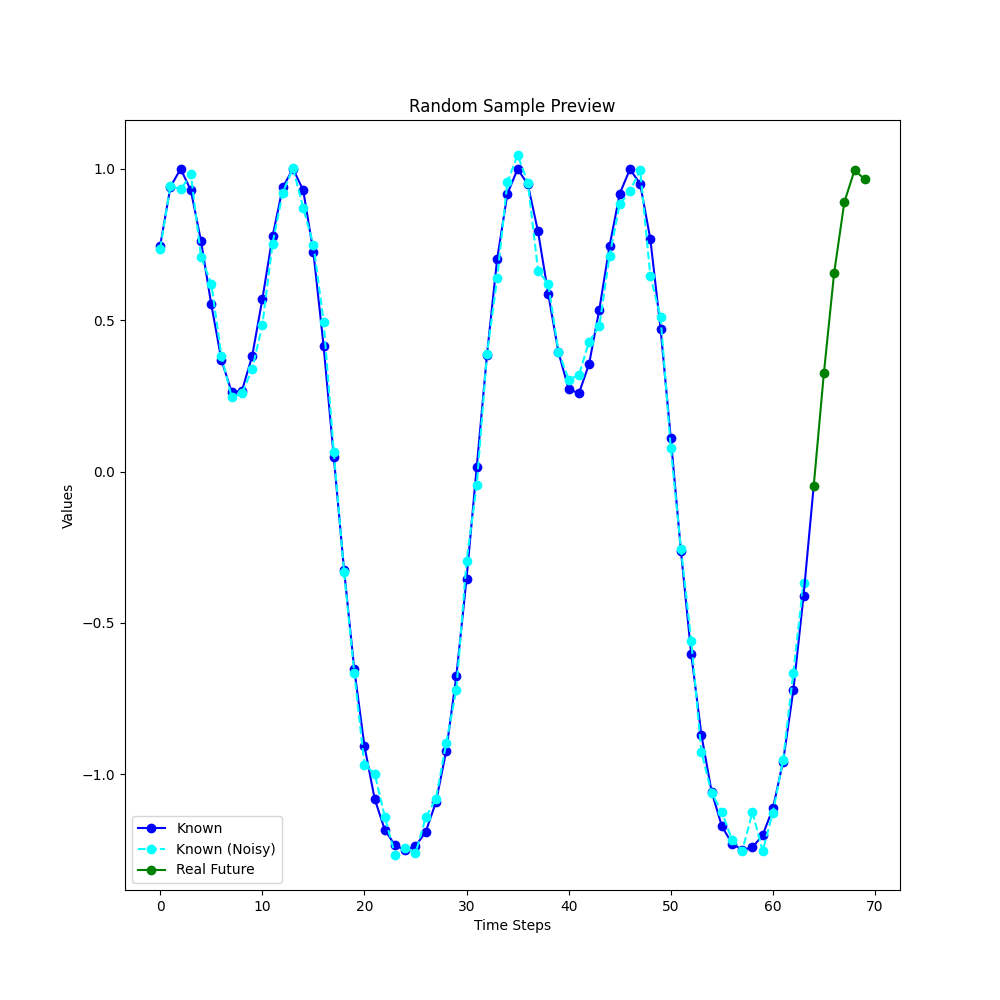 Random Sample Preview
1.0
0.5
0.0
−0.5
−1.0
Values
Known
Known (Noisy)
Real Future
0 10 20 30 40 50 60 70
Time Steps